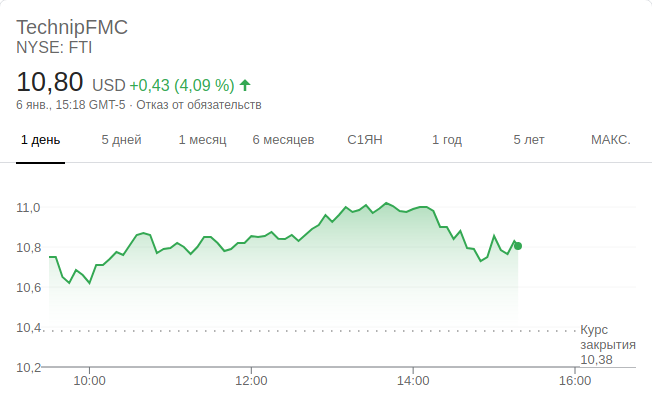 TechnipFMC
NYSE: FTI
10,80 USD +0,43 (4,09 %)
6 янв., 15:18 GMT-5 · Отказ от обязательств
1 день 5 дней 1 месяц 6 месяцев С1ЯН 1 год 5 лет МАКС.
11,0
10,8
10,6
10,4
Курс
закрытия
10,38
10,2
10:00 12:00 14:00 16:00